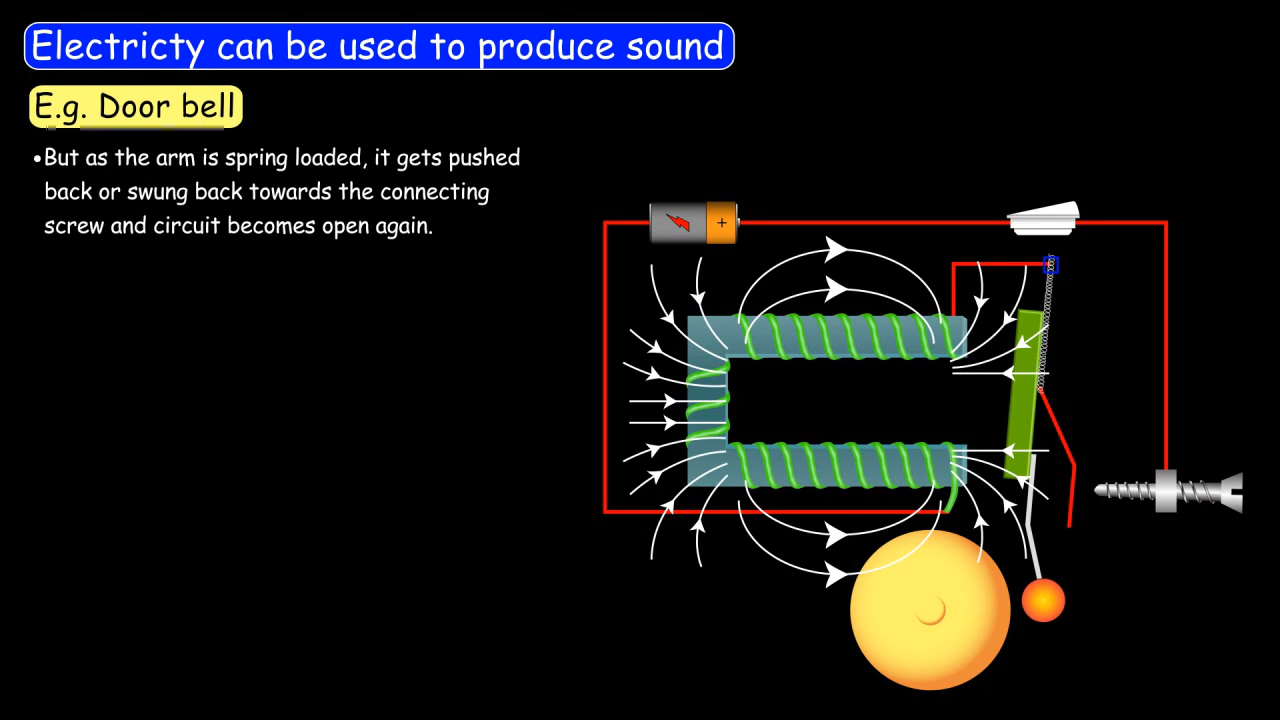 Electricty can be used to produce sound
E.g. Door bell
•But as the arm is spring loaded, it gets pushed
back or swung back towards the connecting
screw and circuit becomes open again.
+